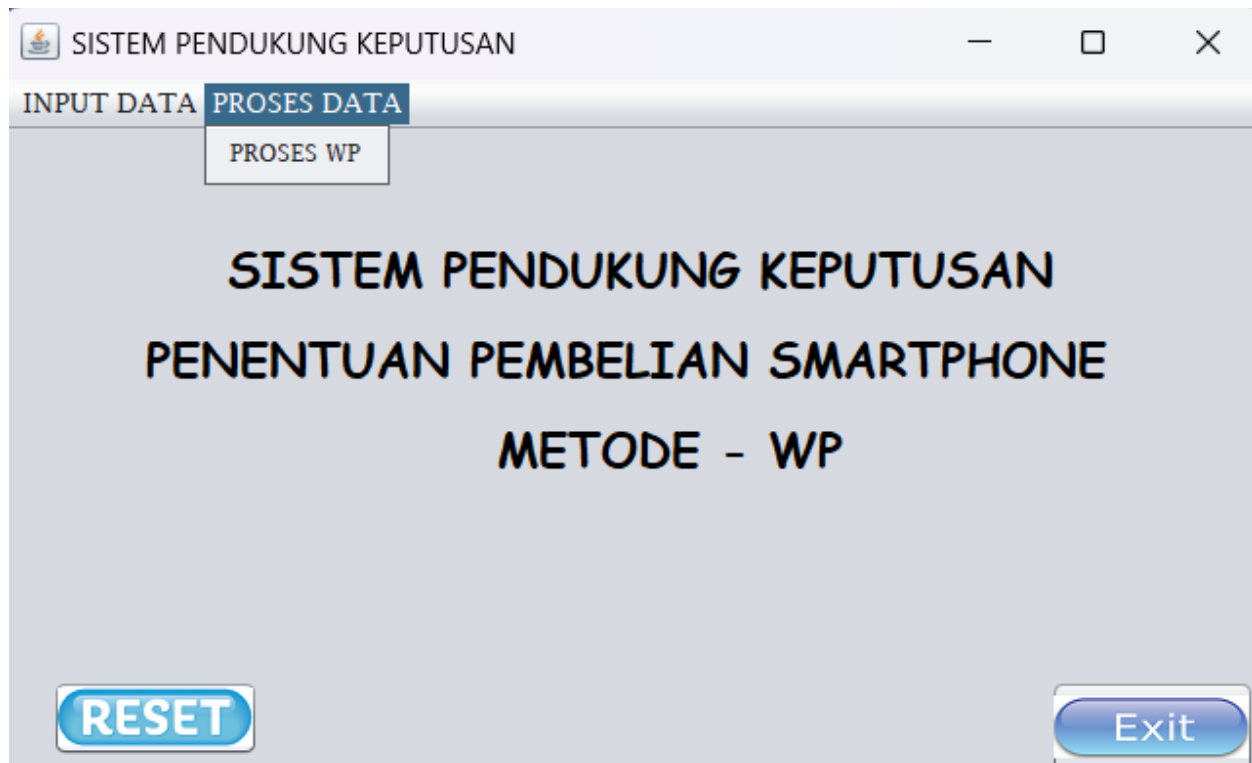 SISTEM PENDUKUNG KEPUTUSAN
INPUT DATA PROSES DATA
PROSES WP
SISTEM PENDUKUNG KEPUTUSAN
PENENTUAN PEMBELIAN SMARTPHONE
METODE - WP
RESET
Exit